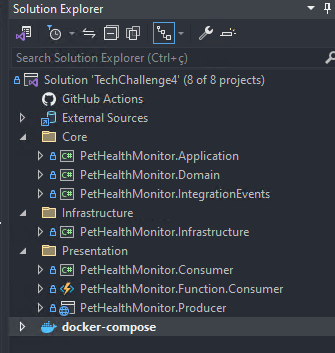 Solution Explorer
Search Solution Explorer (Ctrl+ç)
Solution 'TechChallenge4' (8 of 8 projects)
GitHub Actions
External Sources
Core
C# PetHealthMonitor.Application
C# PetHealthMonitor.Domain
C# PetHealthMonitor.IntegrationEvents
Infrastructure
C# PetHealthMonitor.Infrastructure
Presentation
C# PetHealthMonitor.Consumer
PetHealthMonitor.Function.Consumer
PetHealthMonitor.Producer
docker-compose